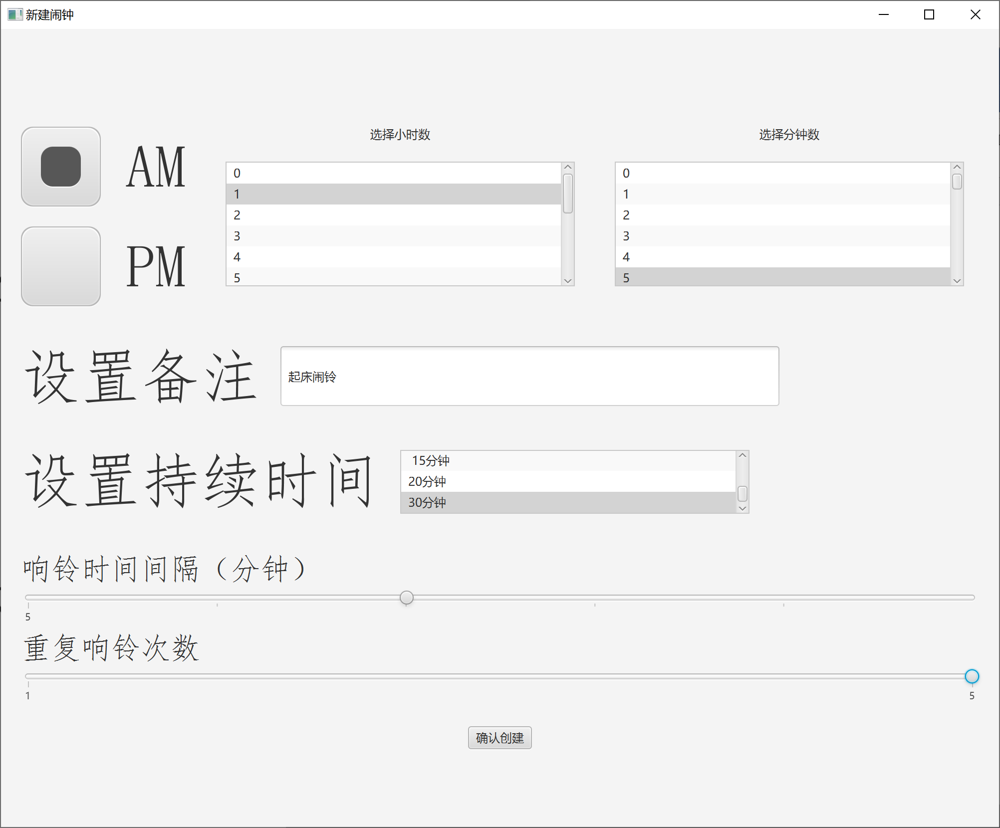 新建闹钟
选择小时数
选择分钟数
AM
PM
0
1
2
3
4
5
0
1
2
3
4
5
设置备注
起床闹铃
设置持续时间
15分钟
20分钟
30分钟
响铃时间间隔（分钟）
5
重复响铃次数
1
5
确认创建